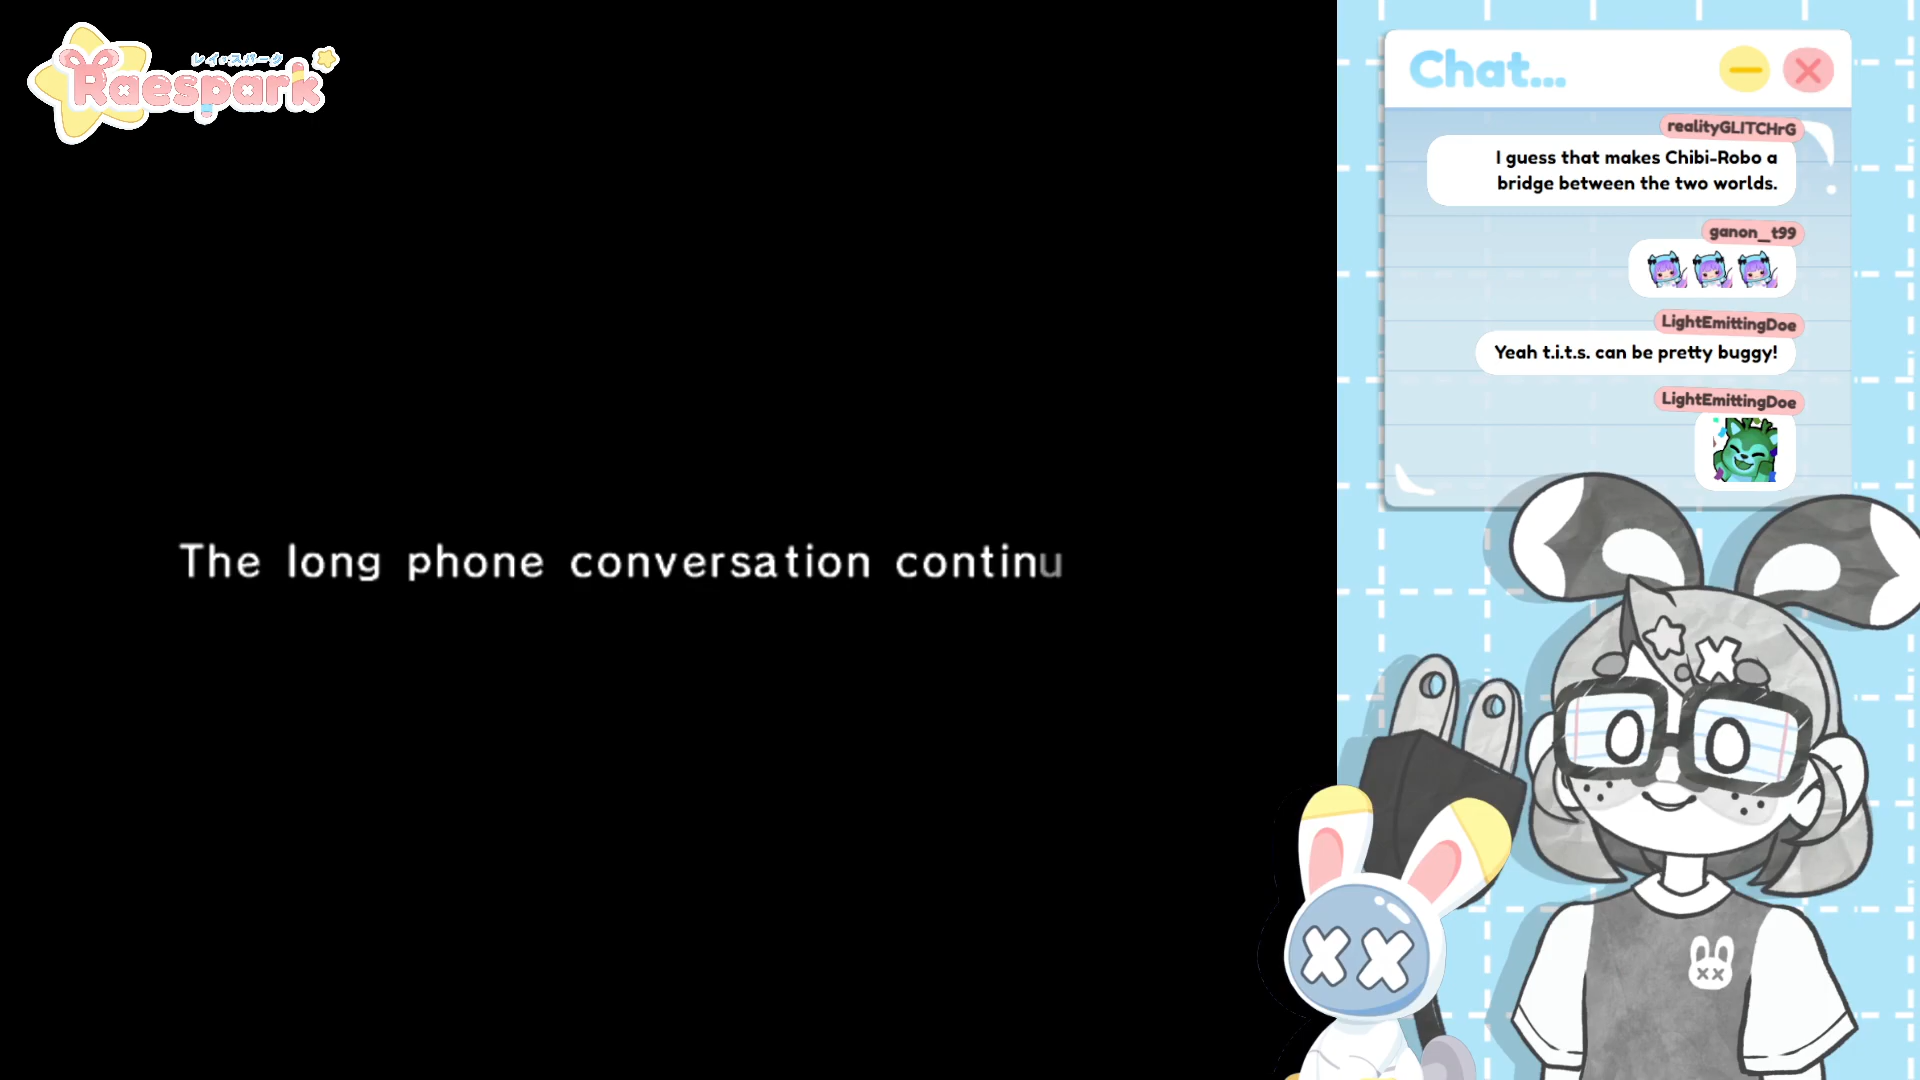 レイ・スパーク
Raespark
The long phone conversation continu
Chat...
realityGLITCHrG
I guess that makes Chibi-Robo a
bridge between the two worlds.
ganon_t99
LightEmittingDoe
Yeah t.i.t.s. can be pretty buggy!
LightEmittingDoe